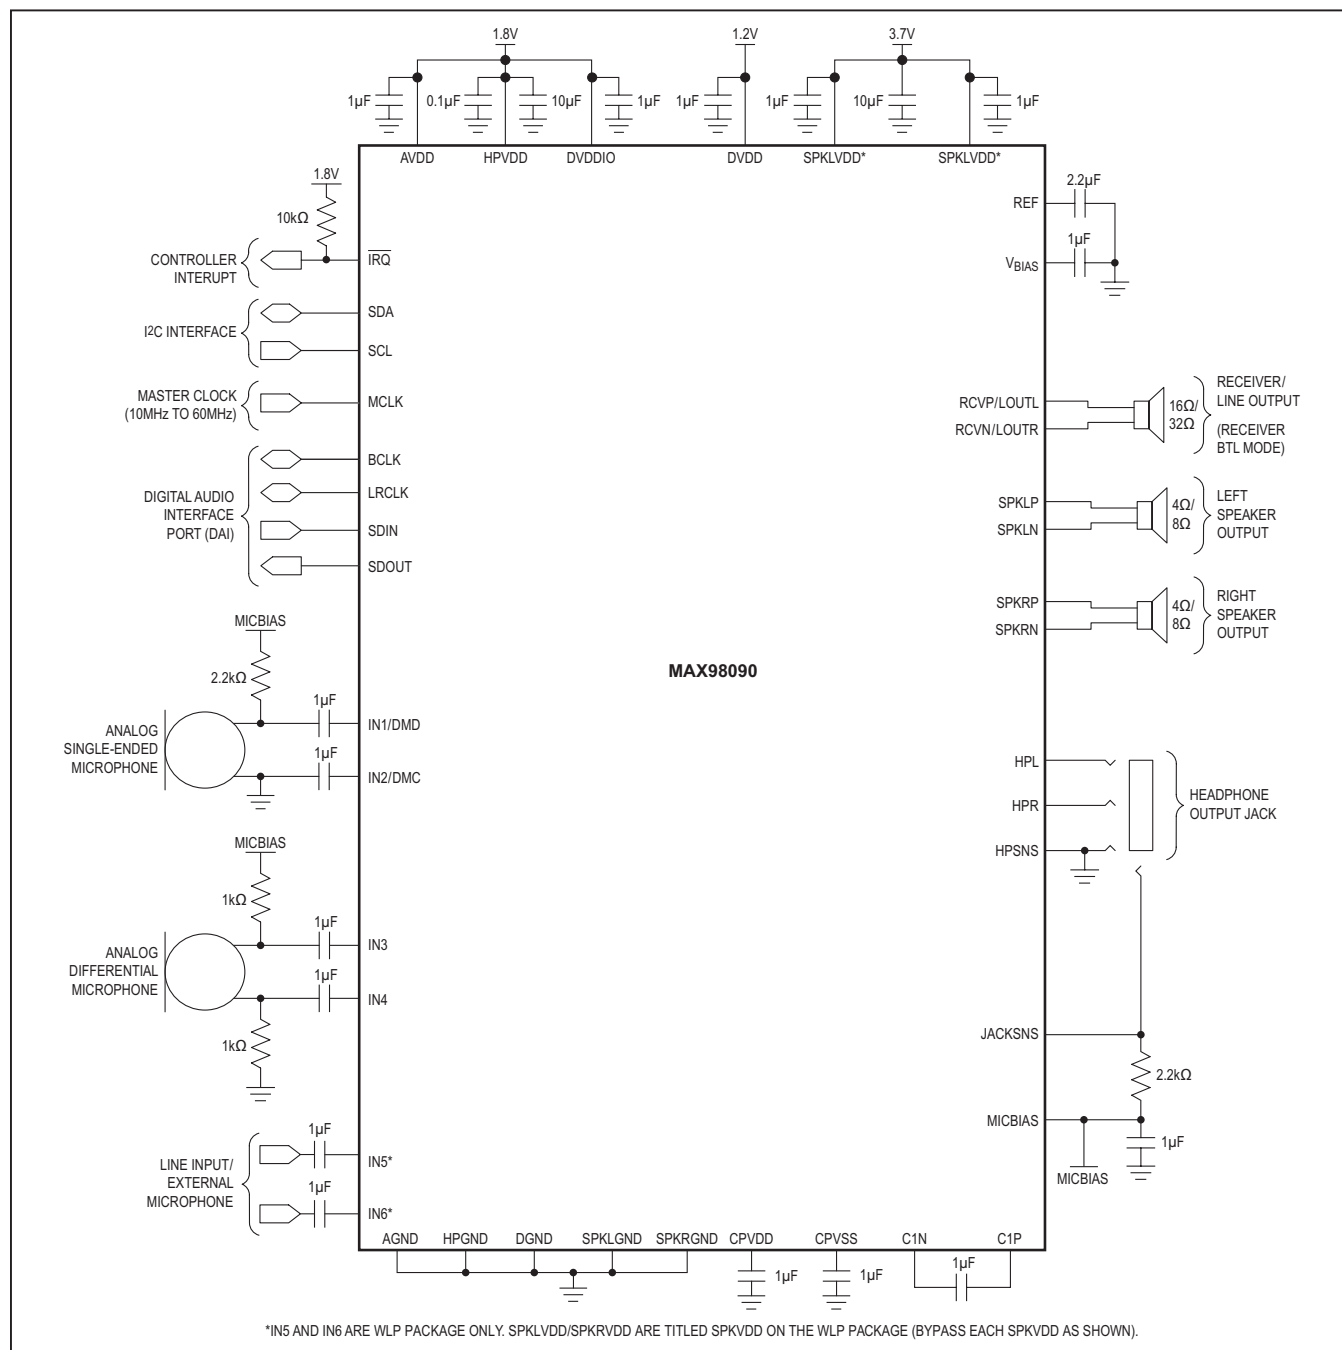 1.8V
1.2V
3.7V
1µF
0.1µF
10µF
1µF
1µF
1µF
10µF
1µF
AVDD
HPVDD
DVDDIO
DVDD
SPKLVDD*
SPKLVDD*
1.8V
10kΩ
CONTROLLER
INTERUPT
IRQ
I2C INTERFACE
SDA
SCL
MASTER CLOCK
(10MHz TO 60MHz)
MCLK
DIGITAL AUDIO
INTERFACE
PORT (DAI)
BCLK
LRCLK
SDIN
SDOUT
MICBIAS
2.2kΩ
1µF
ANALOG
SINGLE-ENDED
MICROPHONE
IN1/DMD
1µF
IN2/DMC
MICBIAS
1kΩ
1µF
ANALOG
DIFFERENTIAL
MICROPHONE
IN3
1µF
IN4
1kΩ
LINE INPUT/
EXTERNAL
MICROPHONE
1µF
IN5*
1µF
IN6*
MAX98090
2.2µF
REF
1µF
VBIAS
RCVP/LOUTL
RCVN/LOUTR
16Ω/
32Ω
RECEIVER/
LINE OUTPUT
(RECEIVER
BTL MODE)
SPKLP
SPKLN
4Ω/
8Ω
LEFT
SPEAKER
OUTPUT
SPKRP
SPKRN
4Ω/
8Ω
RIGHT
SPEAKER
OUTPUT
HPL
HPR
HPSNS
HEADPHONE
OUTPUT JACK
JACKSNS
2.2kΩ
MICBIAS
1µF
MICBIAS
AGND
HPGND
DGND
SPKLGND
SPKRGND
CPVDD
CPVSS
C1N
C1P
1µF
1µF
1µF
*IN5 AND IN6 ARE WLP PACKAGE ONLY. SPKLVDD/SPKRVDD ARE TITLED SPKVDD ON THE WLP PACKAGE (BYPASS EACH SPKVDD AS SHOWN).